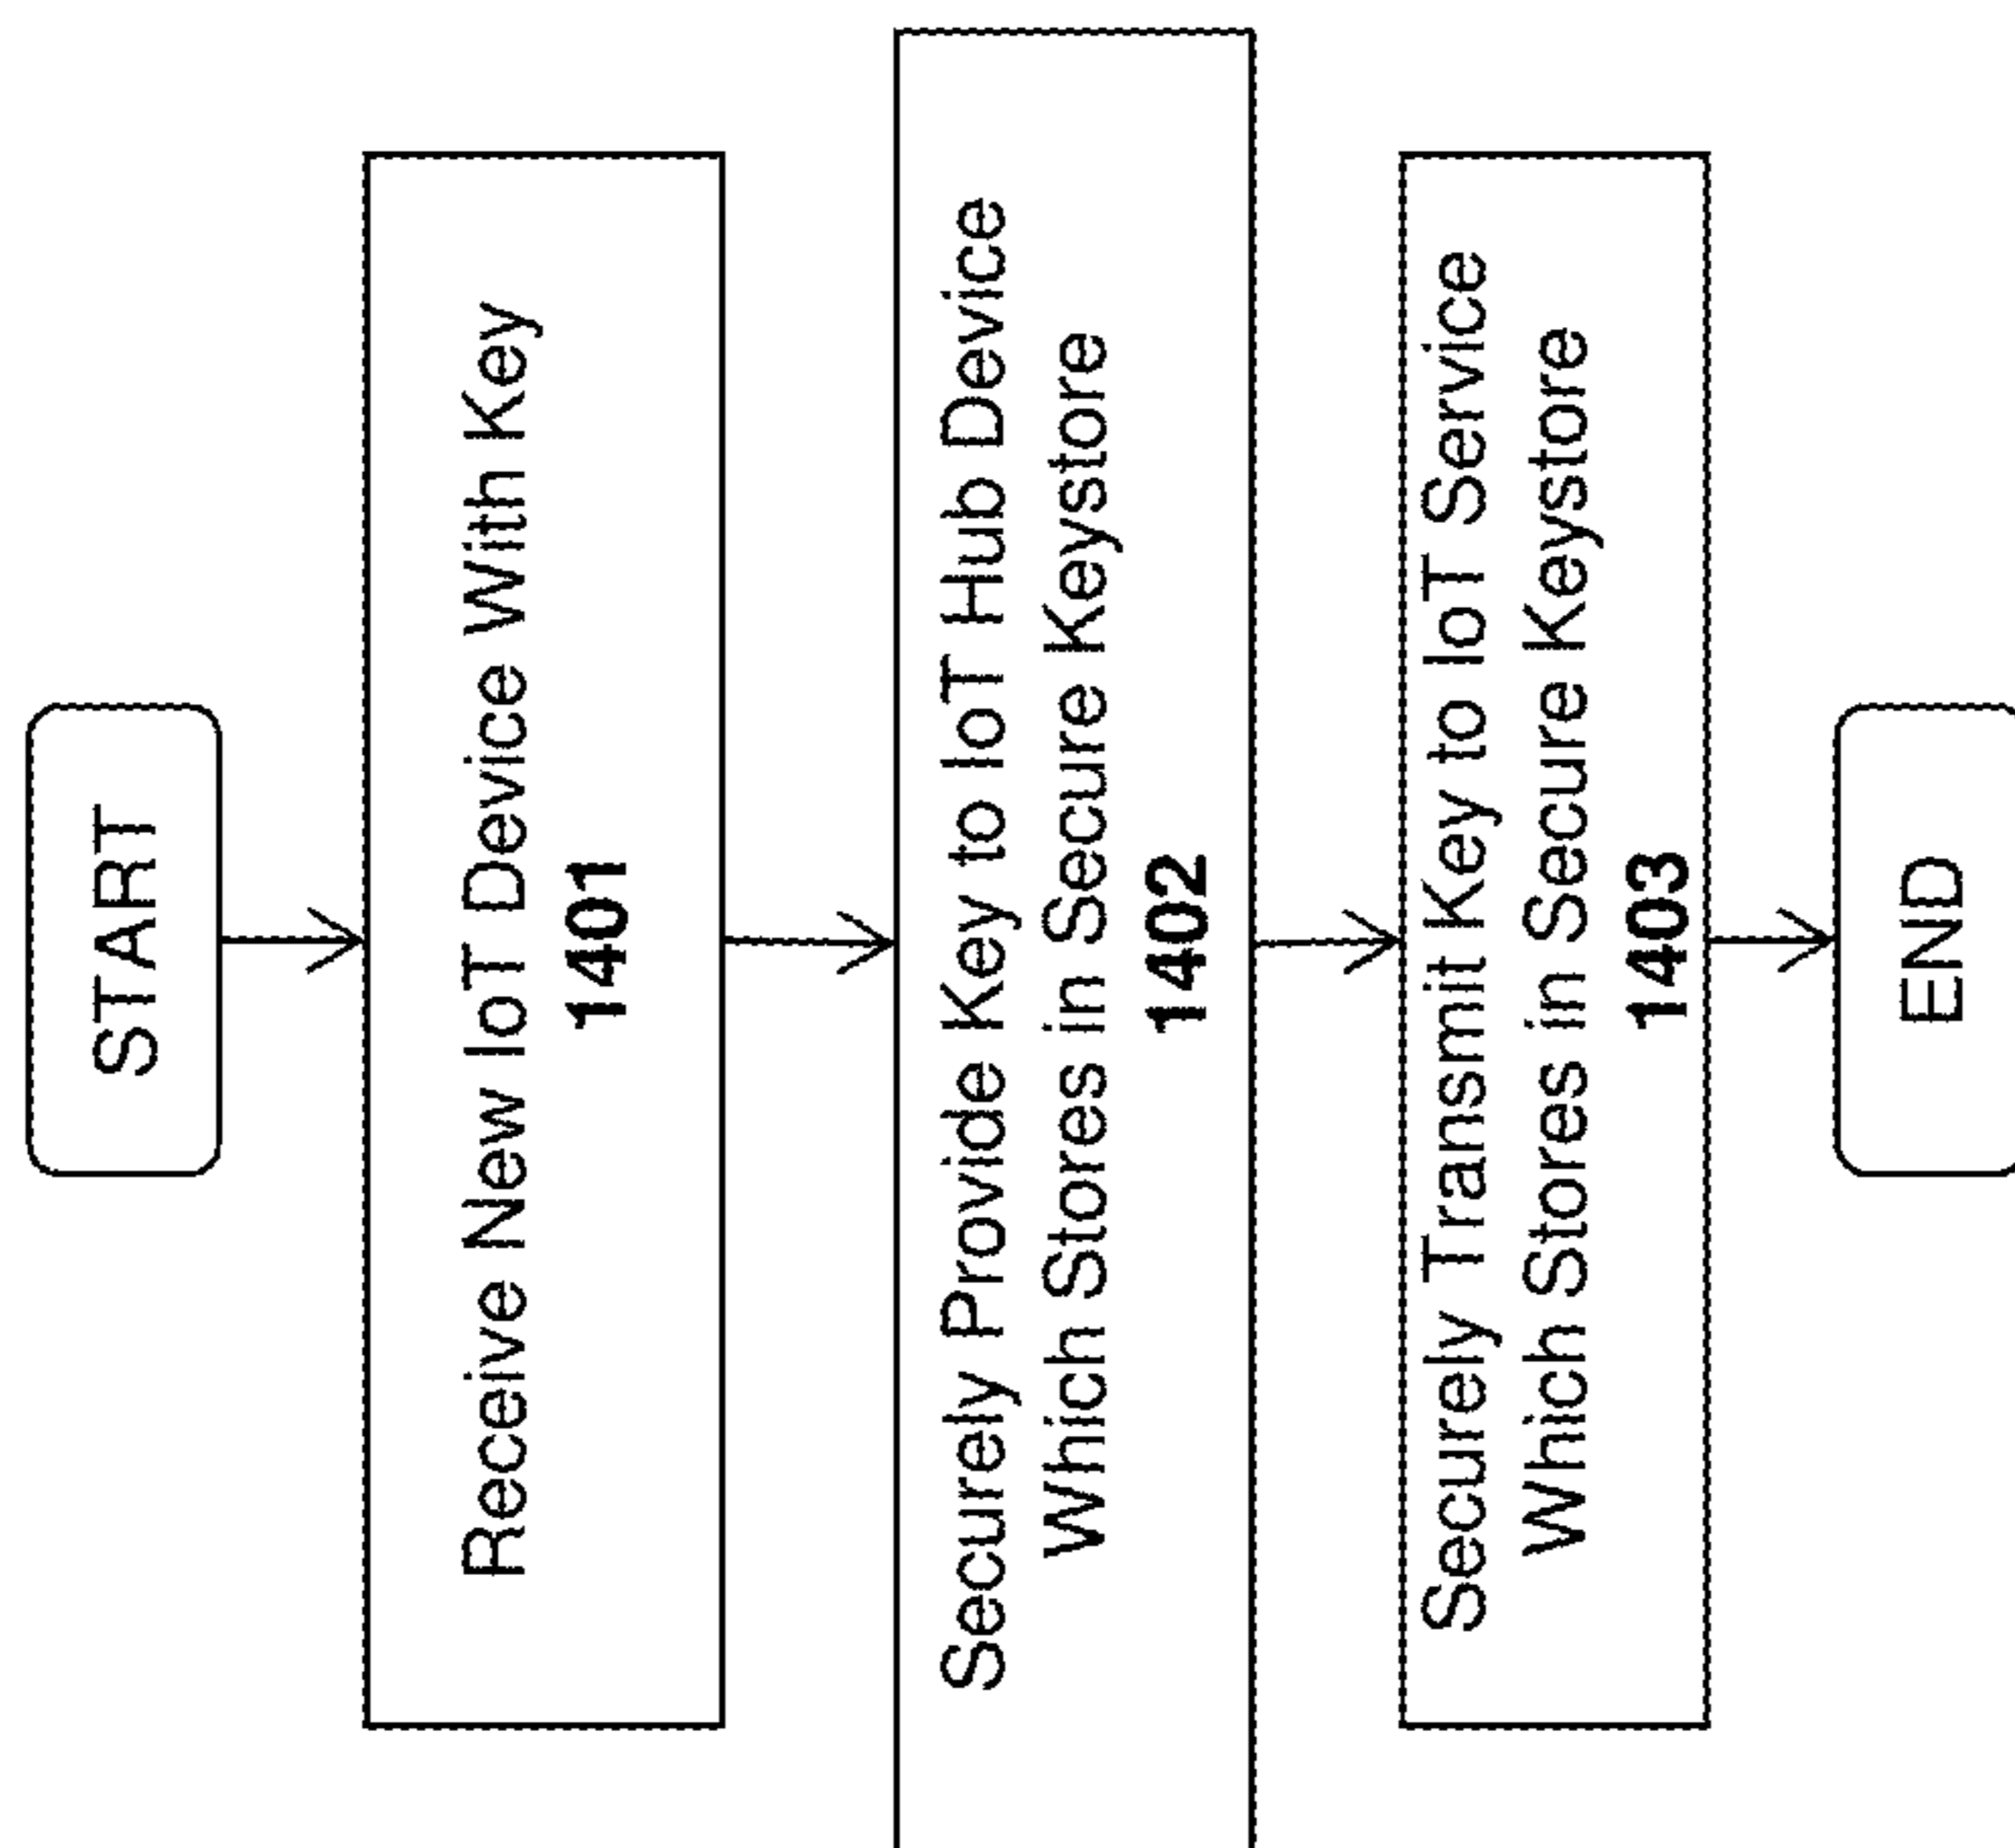 START
Receive New IoT Device With Key
1401
Securely Provide Key to IoT Hub Device
Which Stores in Secure Keystore
1402
Securely Transmit Key to IoT Service
Which Stores in Secure Keystore
1403
END